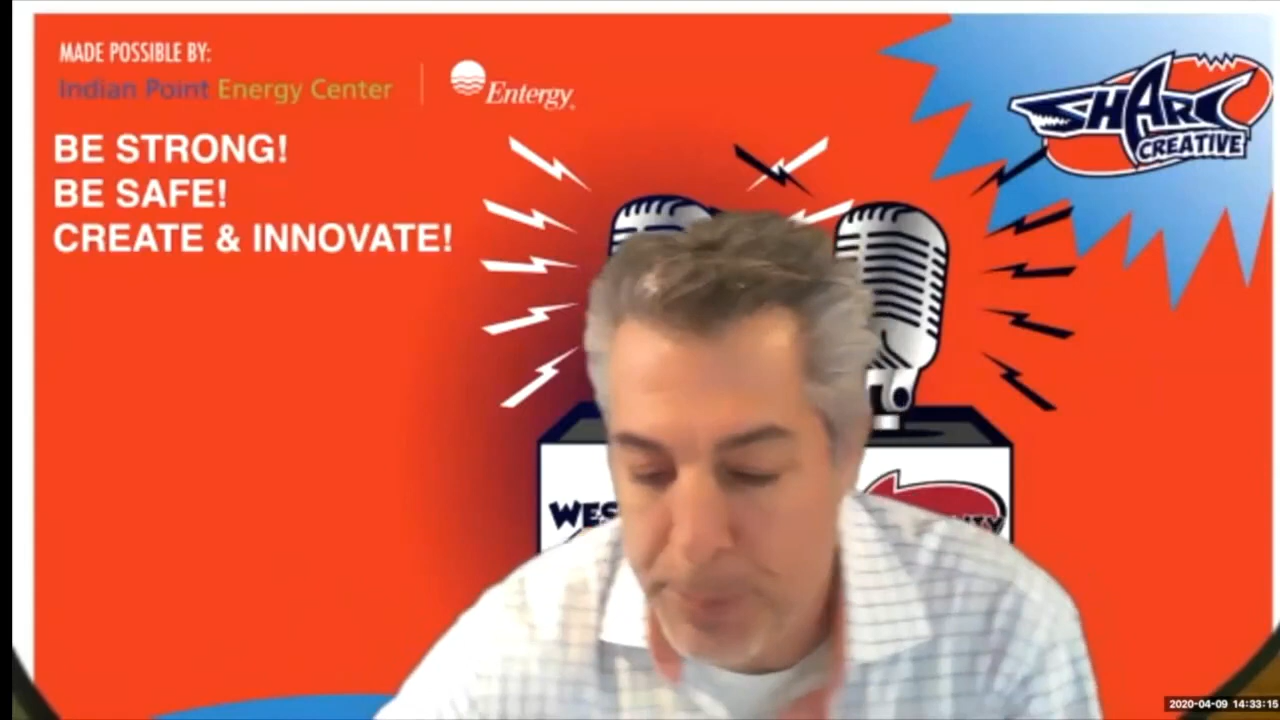 MADE POSSIBLE BY:
Indian Point Energy Center
Entergy
BE STRONG!
BE SAFE!
CREATE & INNOVATE!
SHARC
CREATIVE
2020-04-09 14:33:15